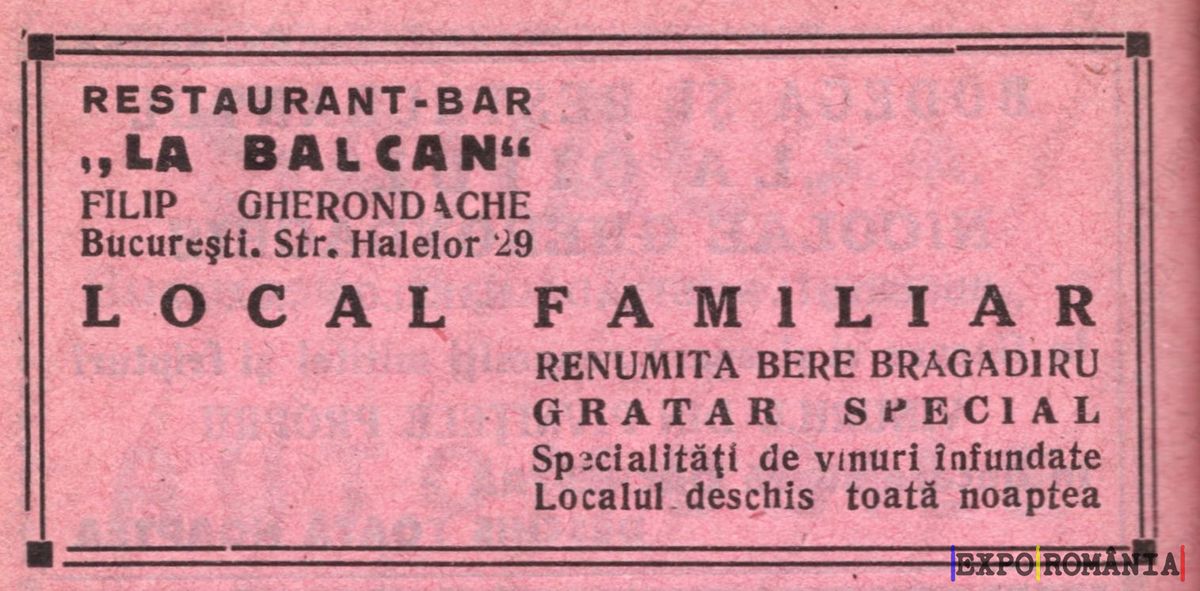 RESTAURANT-BAR
„LA BALCAN“
FILIP GHERONDACHE
Bucureşti. Str. Halelor 29
LOCAL FAMILIAR
RENUMITA BERE BRAGADIRU
GRATAR SPECIAL
Specialităţi de vinuri înfundate
Localul deschis toată noaptea
EXPO ROMÂNIA